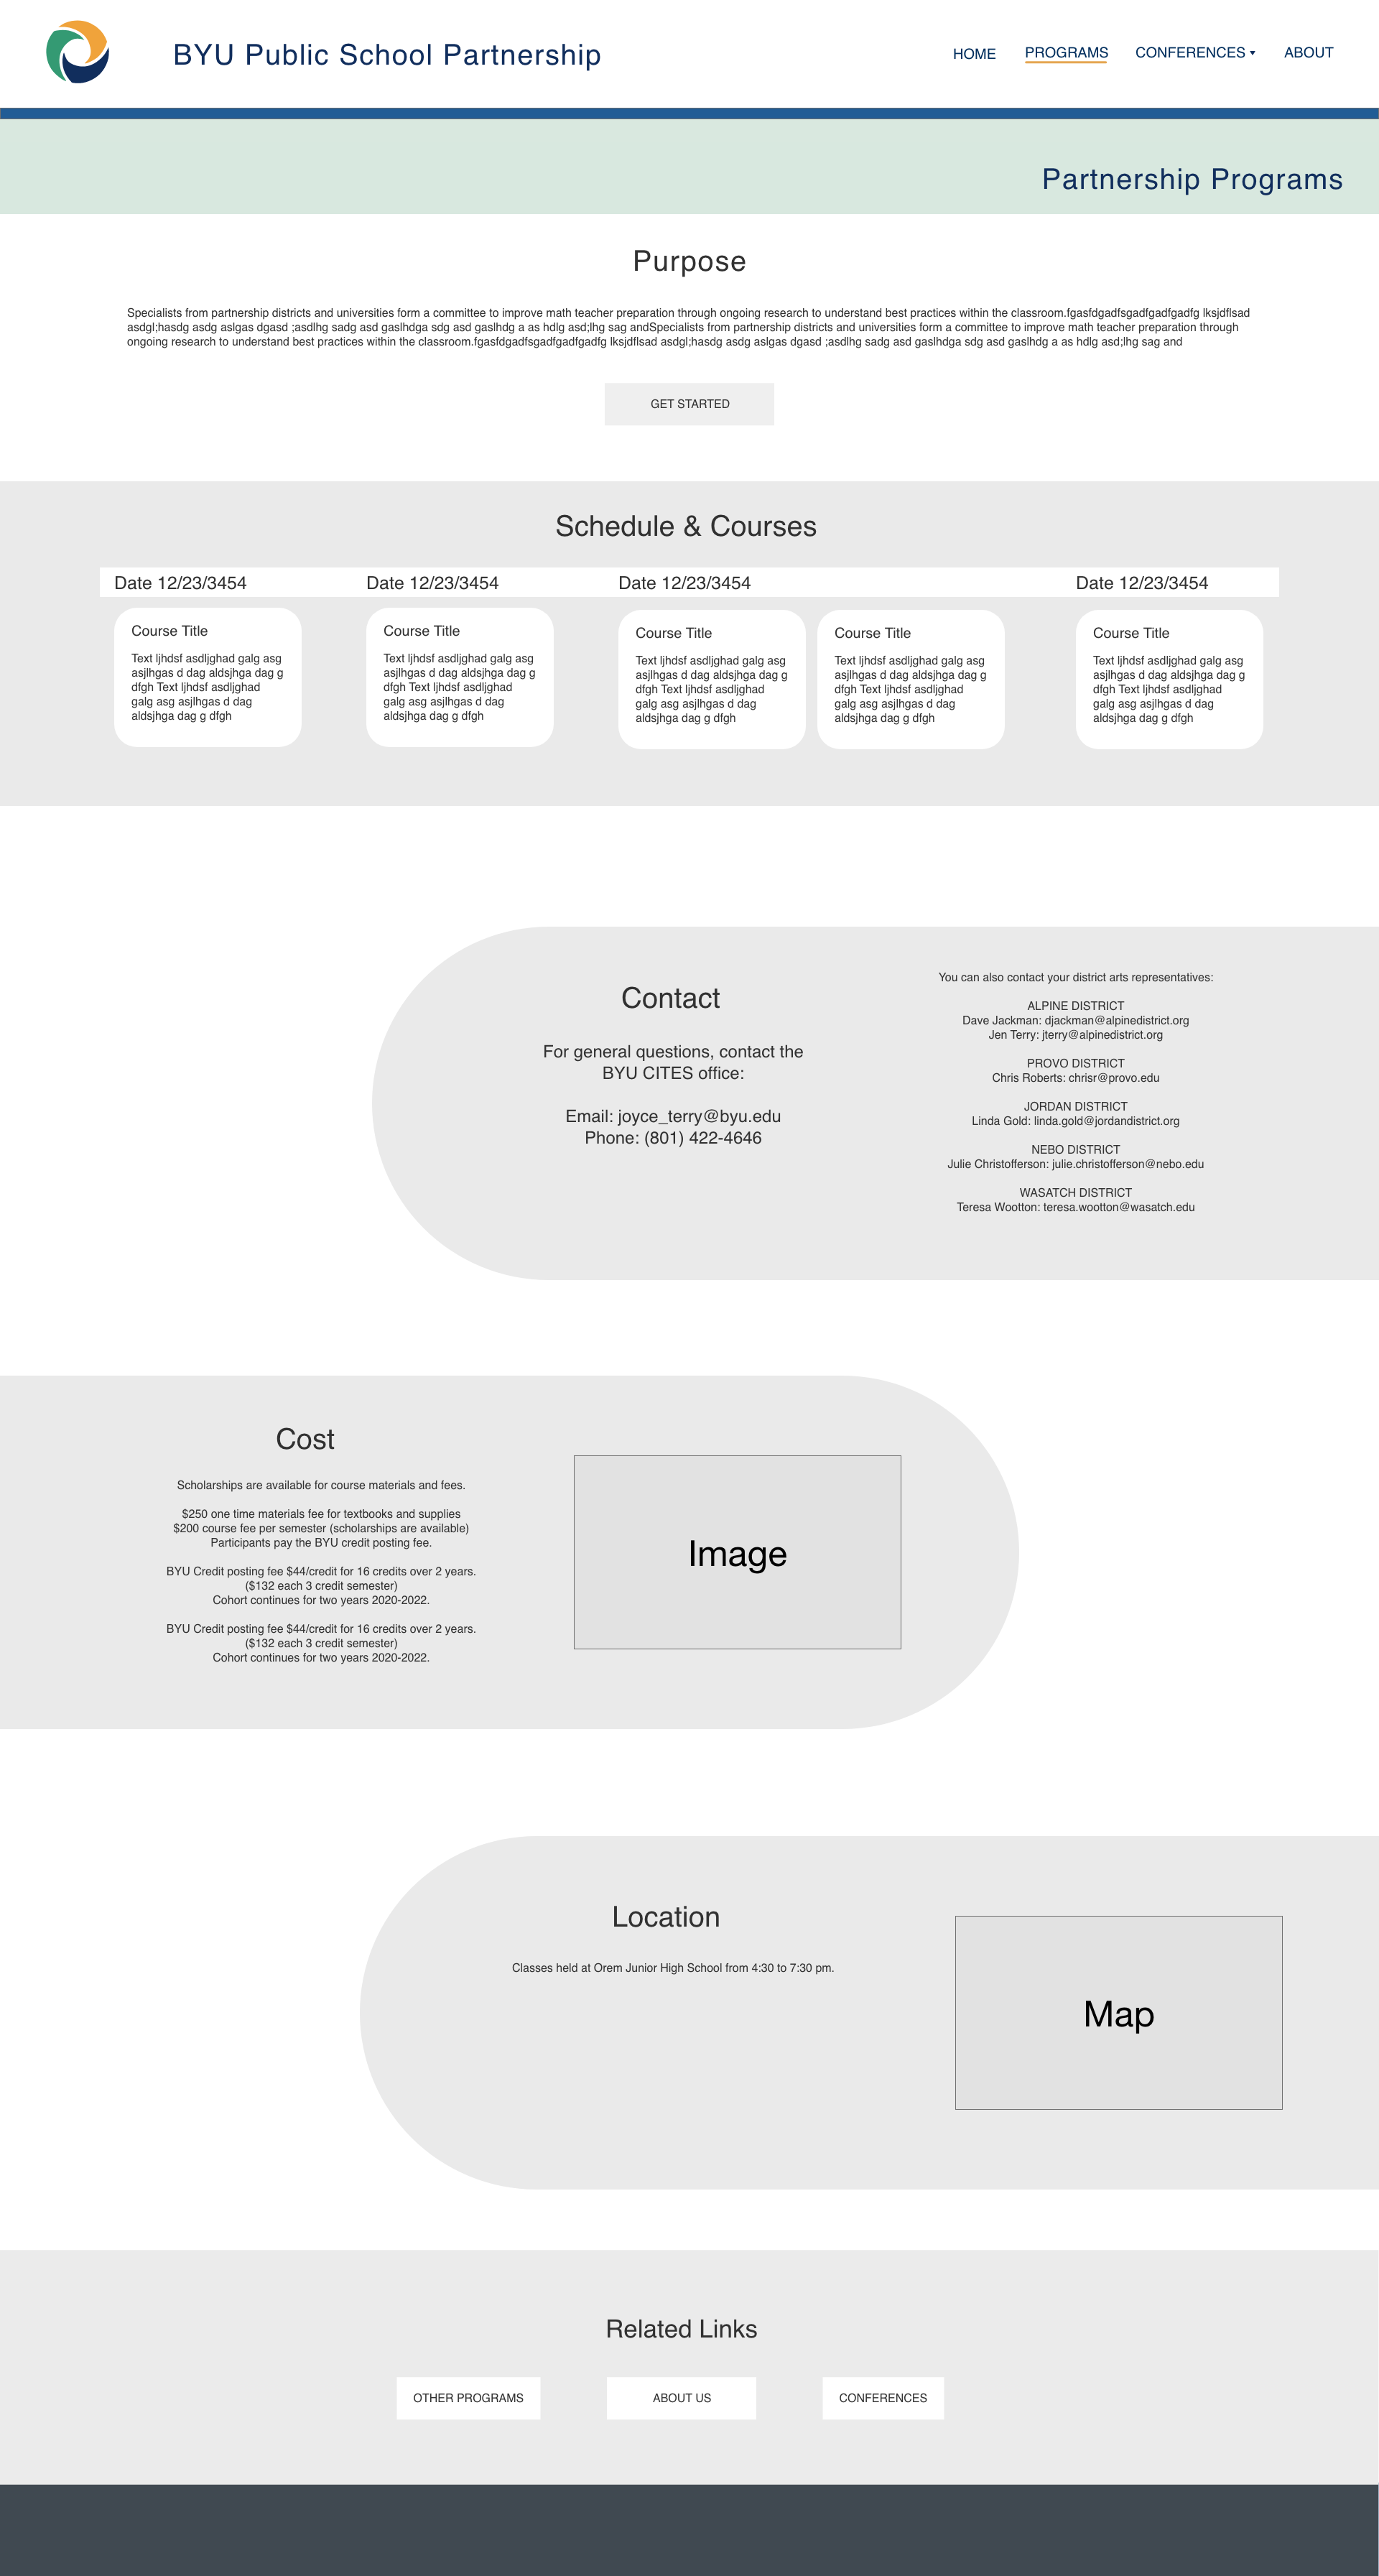 BYU Public School Partnership
HOME
PROGRAMS
CONFERENCES ▾
ABOUT
Partnership Programs
Purpose
Specialists from partnership districts and universities form a committee to improve math teacher preparation through ongoing research to understand best practices within the classroom.fgasfdgadfsgadfgadfgadfg lksjdflsad
asdgl;hasdg asdg aslgas dgasd ;asdlhg sadg asd gaslhdga sdg asd gaslhdg a as hdlg asd;lhg sag andSpecialists from partnership districts and universities form a committee to improve math teacher preparation through
ongoing research to understand best practices within the classroom.fgasfdgadfsgadfgadfgadfg lksjdflsad asdgl;hasdg asdg aslgas dgasd ;asdlhg sadg asd gaslhdga sdg asd gaslhdg a as hdlg asd;lhg sag and
GET STARTED
Schedule & Courses
Date 12/23/3454
Date 12/23/3454
Date 12/23/3454
Date 12/23/3454
Course Title
Text ljhdsf asdljghad galg asg
asjlhgas d dag aldsjhga dag g
dfgh Text ljhdsf asdljghad
galg asg asjlhgas d dag
aldsjhga dag g dfgh
Course Title
Text ljhdsf asdljghad galg asg
asjlhgas d dag aldsjhga dag g
dfgh Text ljhdsf asdljghad
galg asg asjlhgas d dag
aldsjhga dag g dfgh
Course Title
Text ljhdsf asdljghad galg asg
asjlhgas d dag aldsjhga dag g
dfgh Text ljhdsf asdljghad
galg asg asjlhgas d dag
aldsjhga dag g dfgh
Course Title
Text ljhdsf asdljghad galg asg
asjlhgas d dag aldsjhga dag g
dfgh Text ljhdsf asdljghad
galg asg asjlhgas d dag
aldsjhga dag g dfgh
Course Title
Text ljhdsf asdljghad galg asg
asjlhgas d dag aldsjhga dag g
dfgh Text ljhdsf asdljghad
galg asg asjlhgas d dag
aldsjhga dag g dfgh
Contact
For general questions, contact the
BYU CITES office:
Email: joyce_terry@byu.edu
Phone: (801) 422-4646
You can also contact your district arts representatives:
ALPINE DISTRICT
Dave Jackman: djackman@alpinedistrict.org
Jen Terry: jterry@alpinedistrict.org
PROVO DISTRICT
Chris Roberts: chrisr@provo.edu
JORDAN DISTRICT
Linda Gold: linda.gold@jordandistrict.org
NEBO DISTRICT
Julie Christofferson: julie.christofferson@nebo.edu
WASATCH DISTRICT
Teresa Wootton: teresa.wootton@wasatch.edu
Cost
Scholarships are available for course materials and fees.
$250 one time materials fee for textbooks and supplies
$200 course fee per semester (scholarships are available)
Participants pay the BYU credit posting fee.
BYU Credit posting fee $44/credit for 16 credits over 2 years.
($132 each 3 credit semester)
Cohort continues for two years 2020-2022.
BYU Credit posting fee $44/credit for 16 credits over 2 years.
($132 each 3 credit semester)
Cohort continues for two years 2020-2022.
Image
Location
Classes held at Orem Junior High School from 4:30 to 7:30 pm.
Map
Related Links
OTHER PROGRAMS
ABOUT US
CONFERENCES